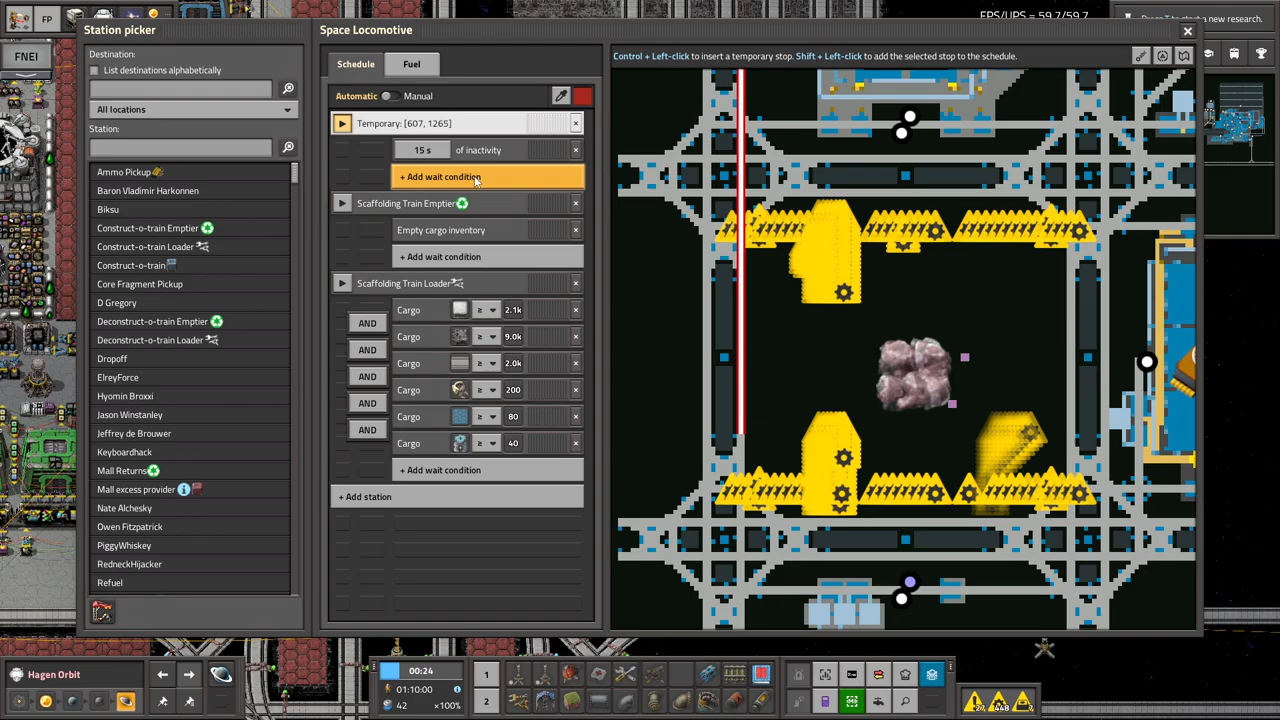 FP
FPS/UPS = 59.7/59.7
FNEI
Station picker
Destination:
List destinations alphabetically
All locations
Station:
Ammo Pickup
Baron Vladimir Harkonnen
Biksu
Construct-o-train Emptier
Construct-o-train Loader
Construct-o-train
Core Fragment Pickup
D Gregory
Deconstruct-o-train Emptier
Deconstruct-o-train Loader
Dropoff
ElreyForce
Hyomin Broxxi
Jason Winstanley
Jeffrey de Brouwer
Keyboardhack
Mall Returns
Mall excess provider
Nate Alchesky
Owen Fitzpatrick
PiggyWhiskey
RedneckHijacker
Refuel
Space Locomotive
Schedule
Fuel
Automatic Manual
Temporary: [607, 1265]
15 s of inactivity
+ Add wait condition
Scaffolding Train Emptier
Empty cargo inventory
+ Add wait condition
Scaffolding Train Loader
Cargo ≥ 2.1k
AND
Cargo ≥ 9.0k
AND
Cargo ≥ 2.0k
AND
Cargo ≥ 200
AND
Cargo ≥ 80
AND
Cargo ≥ 40
+ Add wait condition
+ Add station
Control + Left-click to insert a temporary stop. Shift + Left-click to add the selected stop to the schedule.
new research.
Hagen Orbit
00:24
01:10:00
42 ×100%
1
2
448